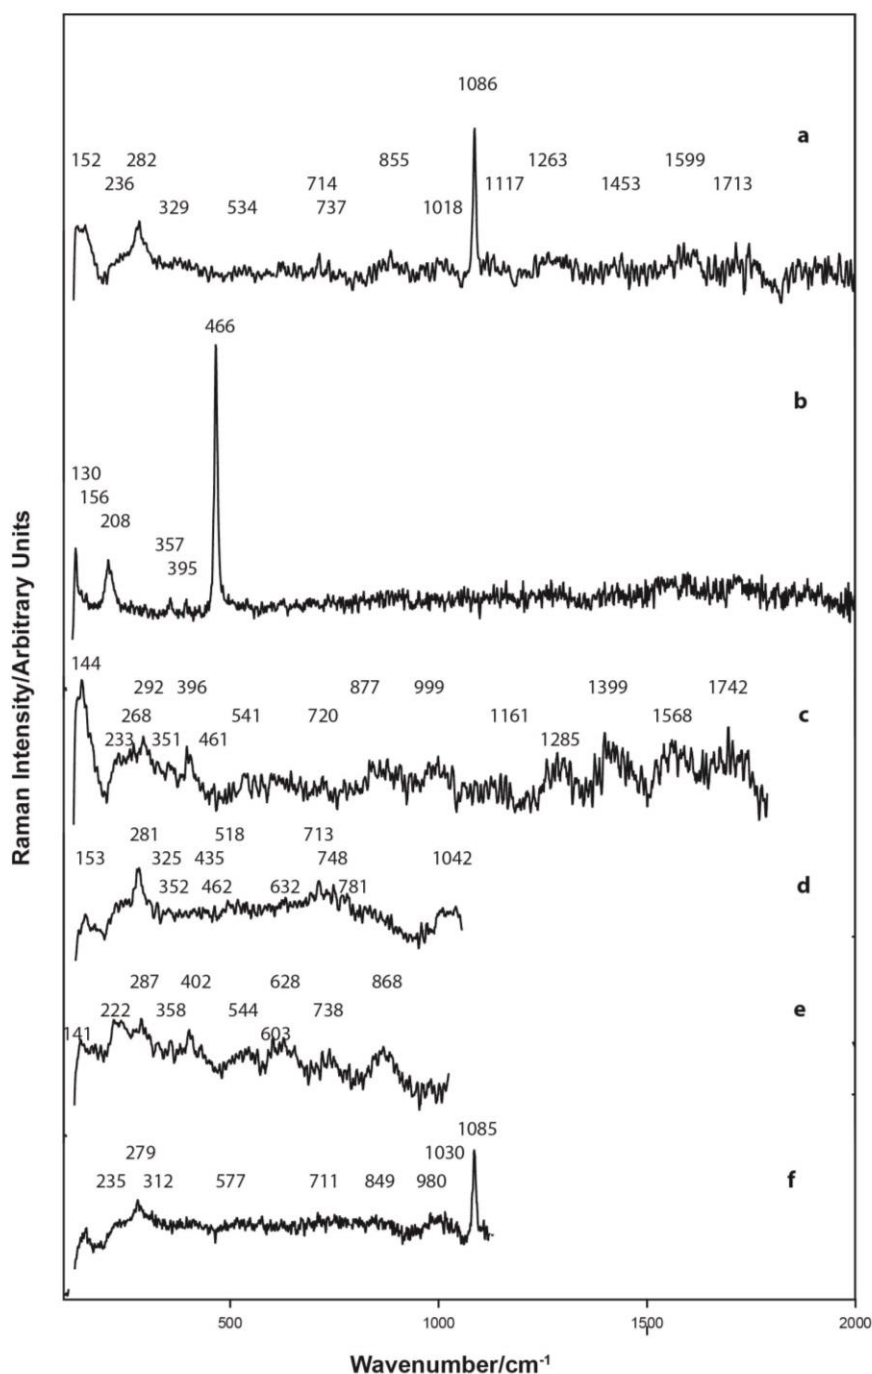 1086
a
152 282 855 1263 1599
236 714 1117 1453 1713
329 534 737 1018
466
b
130
156
208
357
395
144
292 396 877 999 1399 1742
268 541 720 1161 1568 c
233 351 461 1285
281 518 713
153 325 435 748 1042
352 462 632 781 d
287 402 628 868
222 358 544 738 e
141 603
1085
279 1030
235 312 577 711 849 980 f
500 1000 1500 2000
Wavenumber/cm-1
Raman Intensity/Arbitrary Units